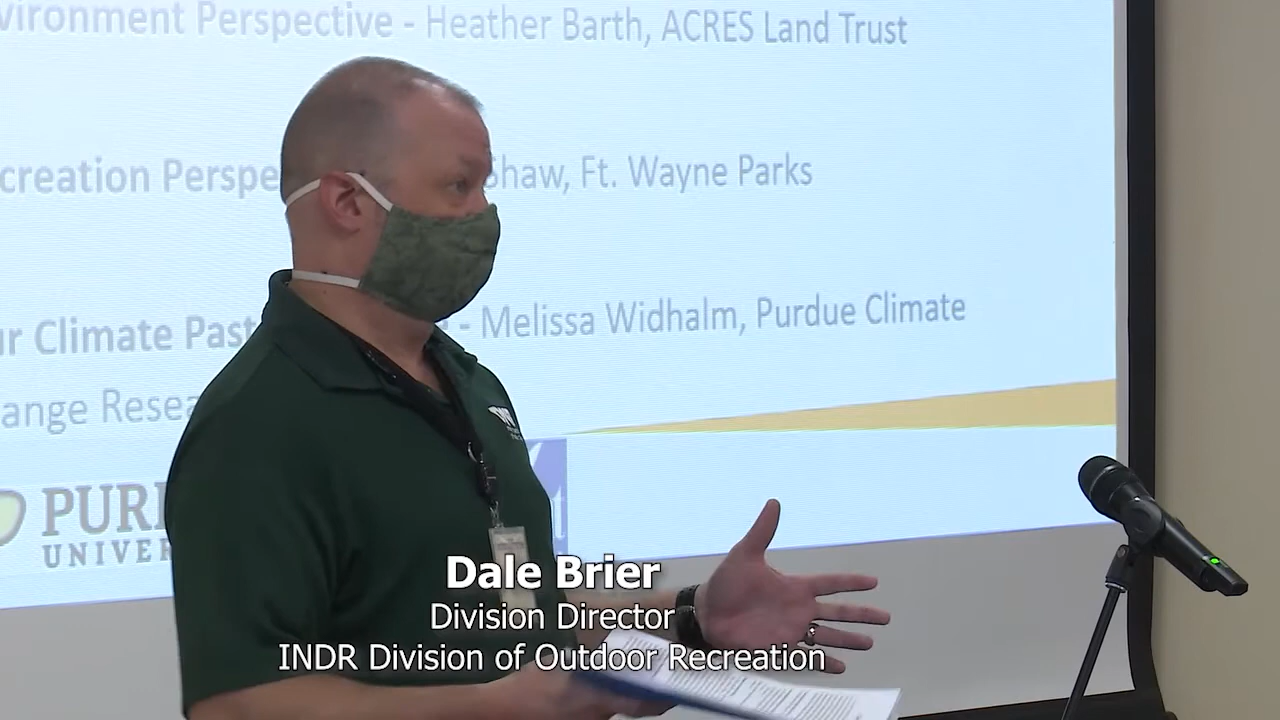 vironment Perspective - Heather Barth, ACRES Land Trust
creation Perspe Shaw, Ft. Wayne Parks
ur Climate Past - Melissa Widhalm, Purdue Climate
ange Resea
PUR
UNIVER
Dale Brier
Division Director
INDR Division of Outdoor Recreation